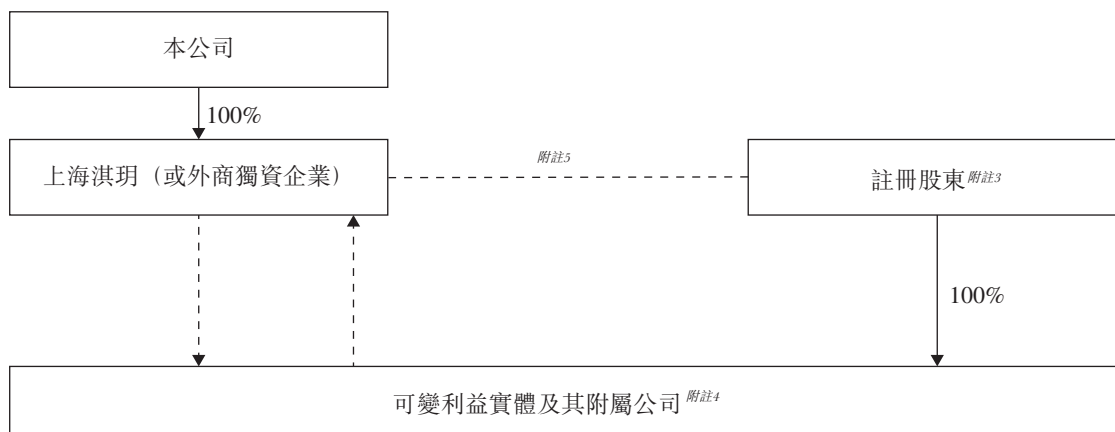 本公司
100%
上海淇玥（或外商獨資企業）
附註5
註冊股東附註3
100%
可變利益實體及其附屬公司附註4